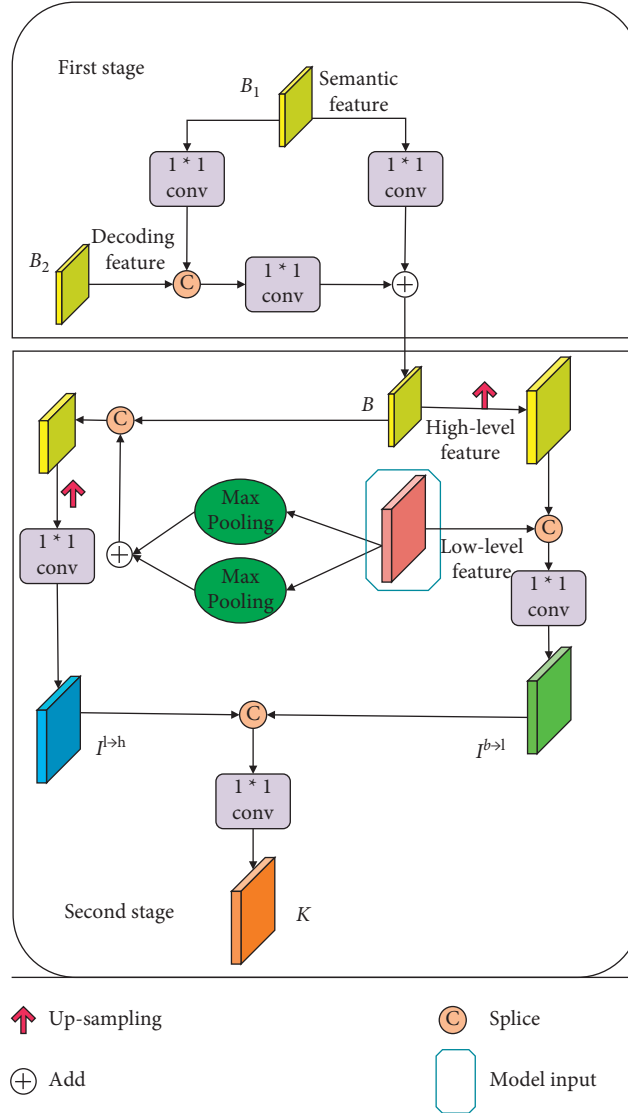 First stage
B1
Semantic
feature
1 * 1
conv
1 * 1
conv
Decoding
feature
B2
C
1 * 1
conv
+
B
High-level
feature
C
Max
Pooling
Max
Pooling
+
1 * 1
conv
Low-level
feature
C
1 * 1
conv
I^l→h
C
I^b→l
1 * 1
conv
Second stage
K
Up-sampling
C
Splice
+
Add
Model input